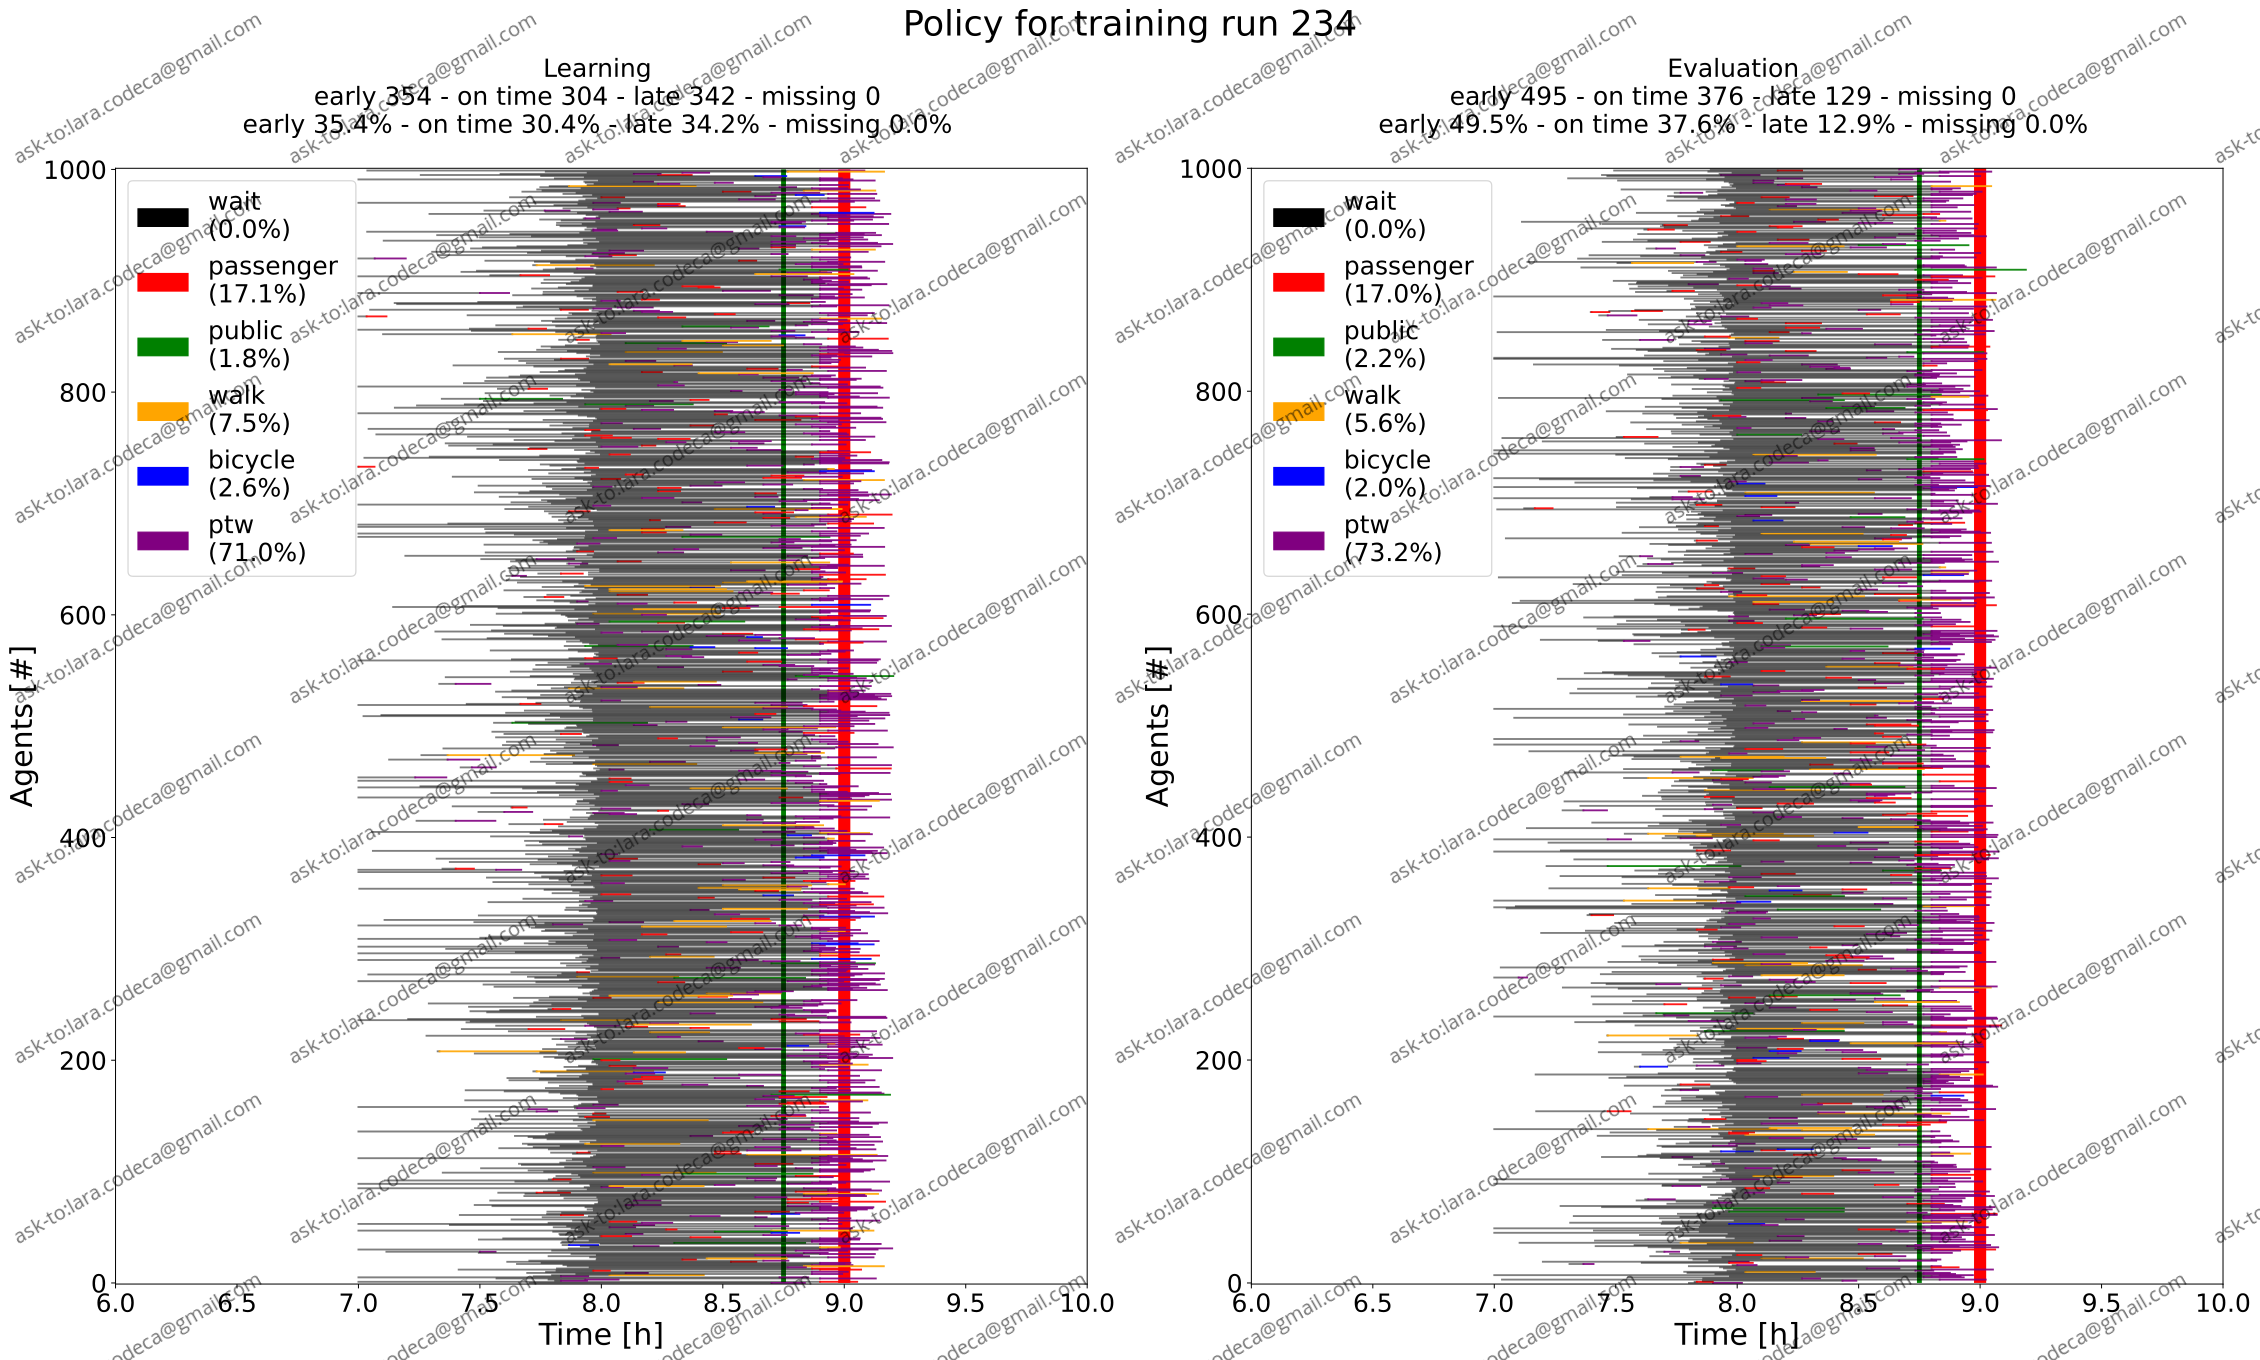 Policy for training run 234
Learning
early 354 - on time 304 - late 342 - missing 0
early 35.4% - on time 30.4% - late 34.2% - missing 0.0%
1000
800
600
400
200
0
Agents [#]
wait
(0.0%)
passenger
(17.1%)
public
(1.8%)
walk
(7.5%)
bicycle
(2.6%)
ptw
(71.0%)
6.0 6.5 7.0 7.5 8.0 8.5 9.0 9.5 10.0
Time [h]
Evaluation
early 495 - on time 376 - late 129 - missing 0
early 49.5% - on time 37.6% - late 12.9% - missing 0.0%
1000
800
600
400
200
0
Agents [#]
wait
(0.0%)
passenger
(17.0%)
public
(2.2%)
walk
(5.6%)
bicycle
(2.0%)
ptw
(73.2%)
6.0 6.5 7.0 7.5 8.0 8.5 9.0 9.5 10.0
Time [h]
ask-to:lara.codeca@gmail.com